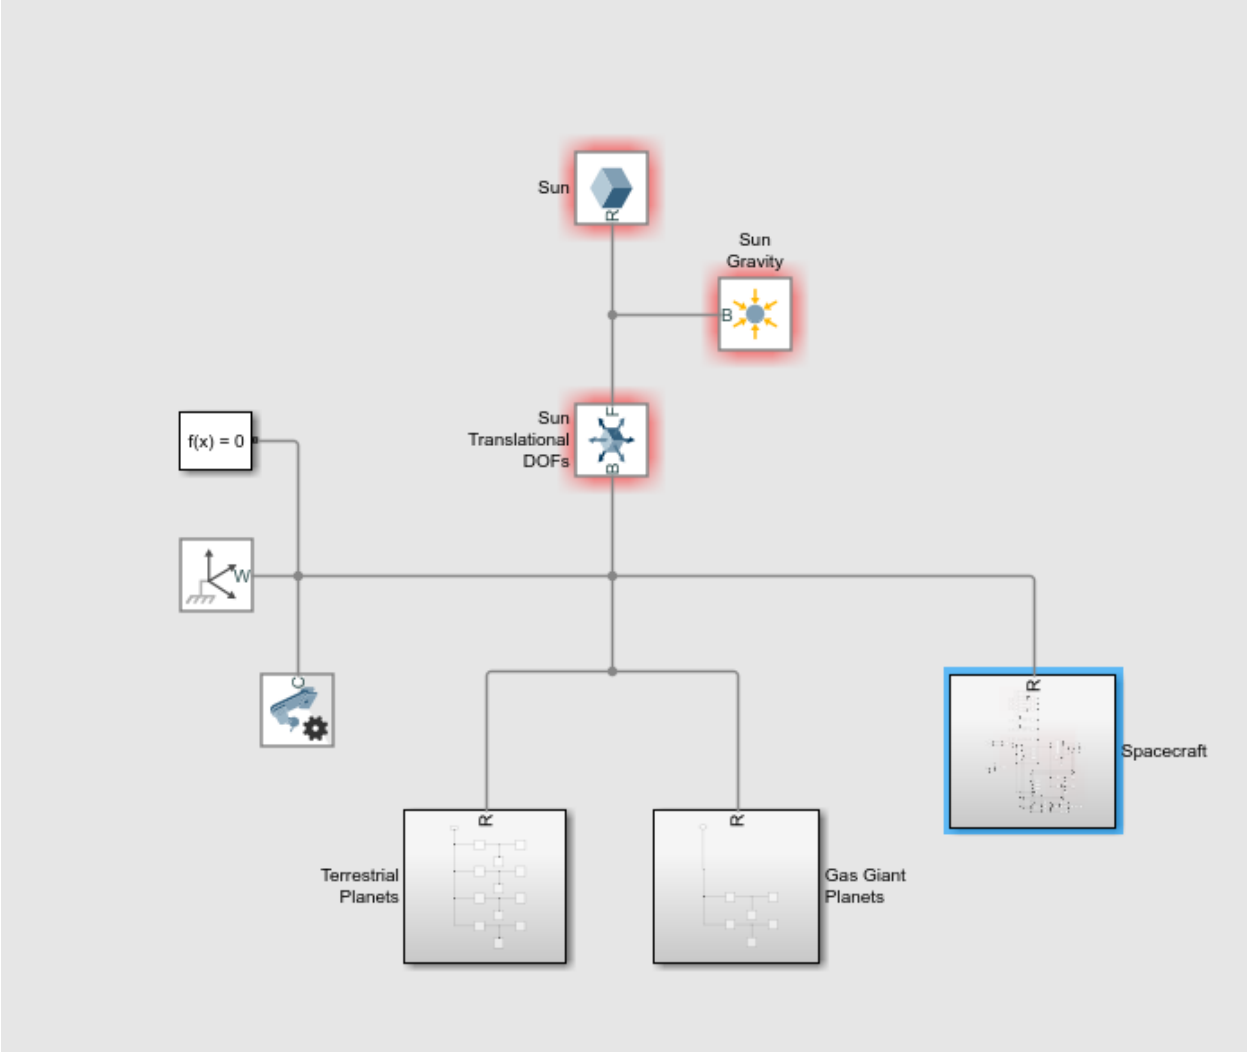 Sun
R
Sun
Gravity
B
F
Sun
Translational
DOFs
B
f(x) = 0
W
C
R
Spacecraft
R
Terrestrial
Planets
R
Gas Giant
Planets